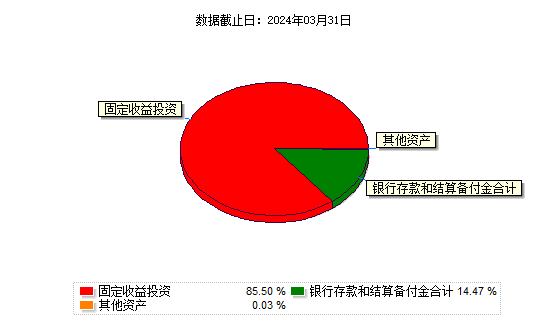 数据截止日：2024年03月31日
固定收益投资
其他资产
银行存款和结算备付金合计
固定收益投资 85.50 % 银行存款和结算备付金合计 14.47 %
其他资产 0.03 %